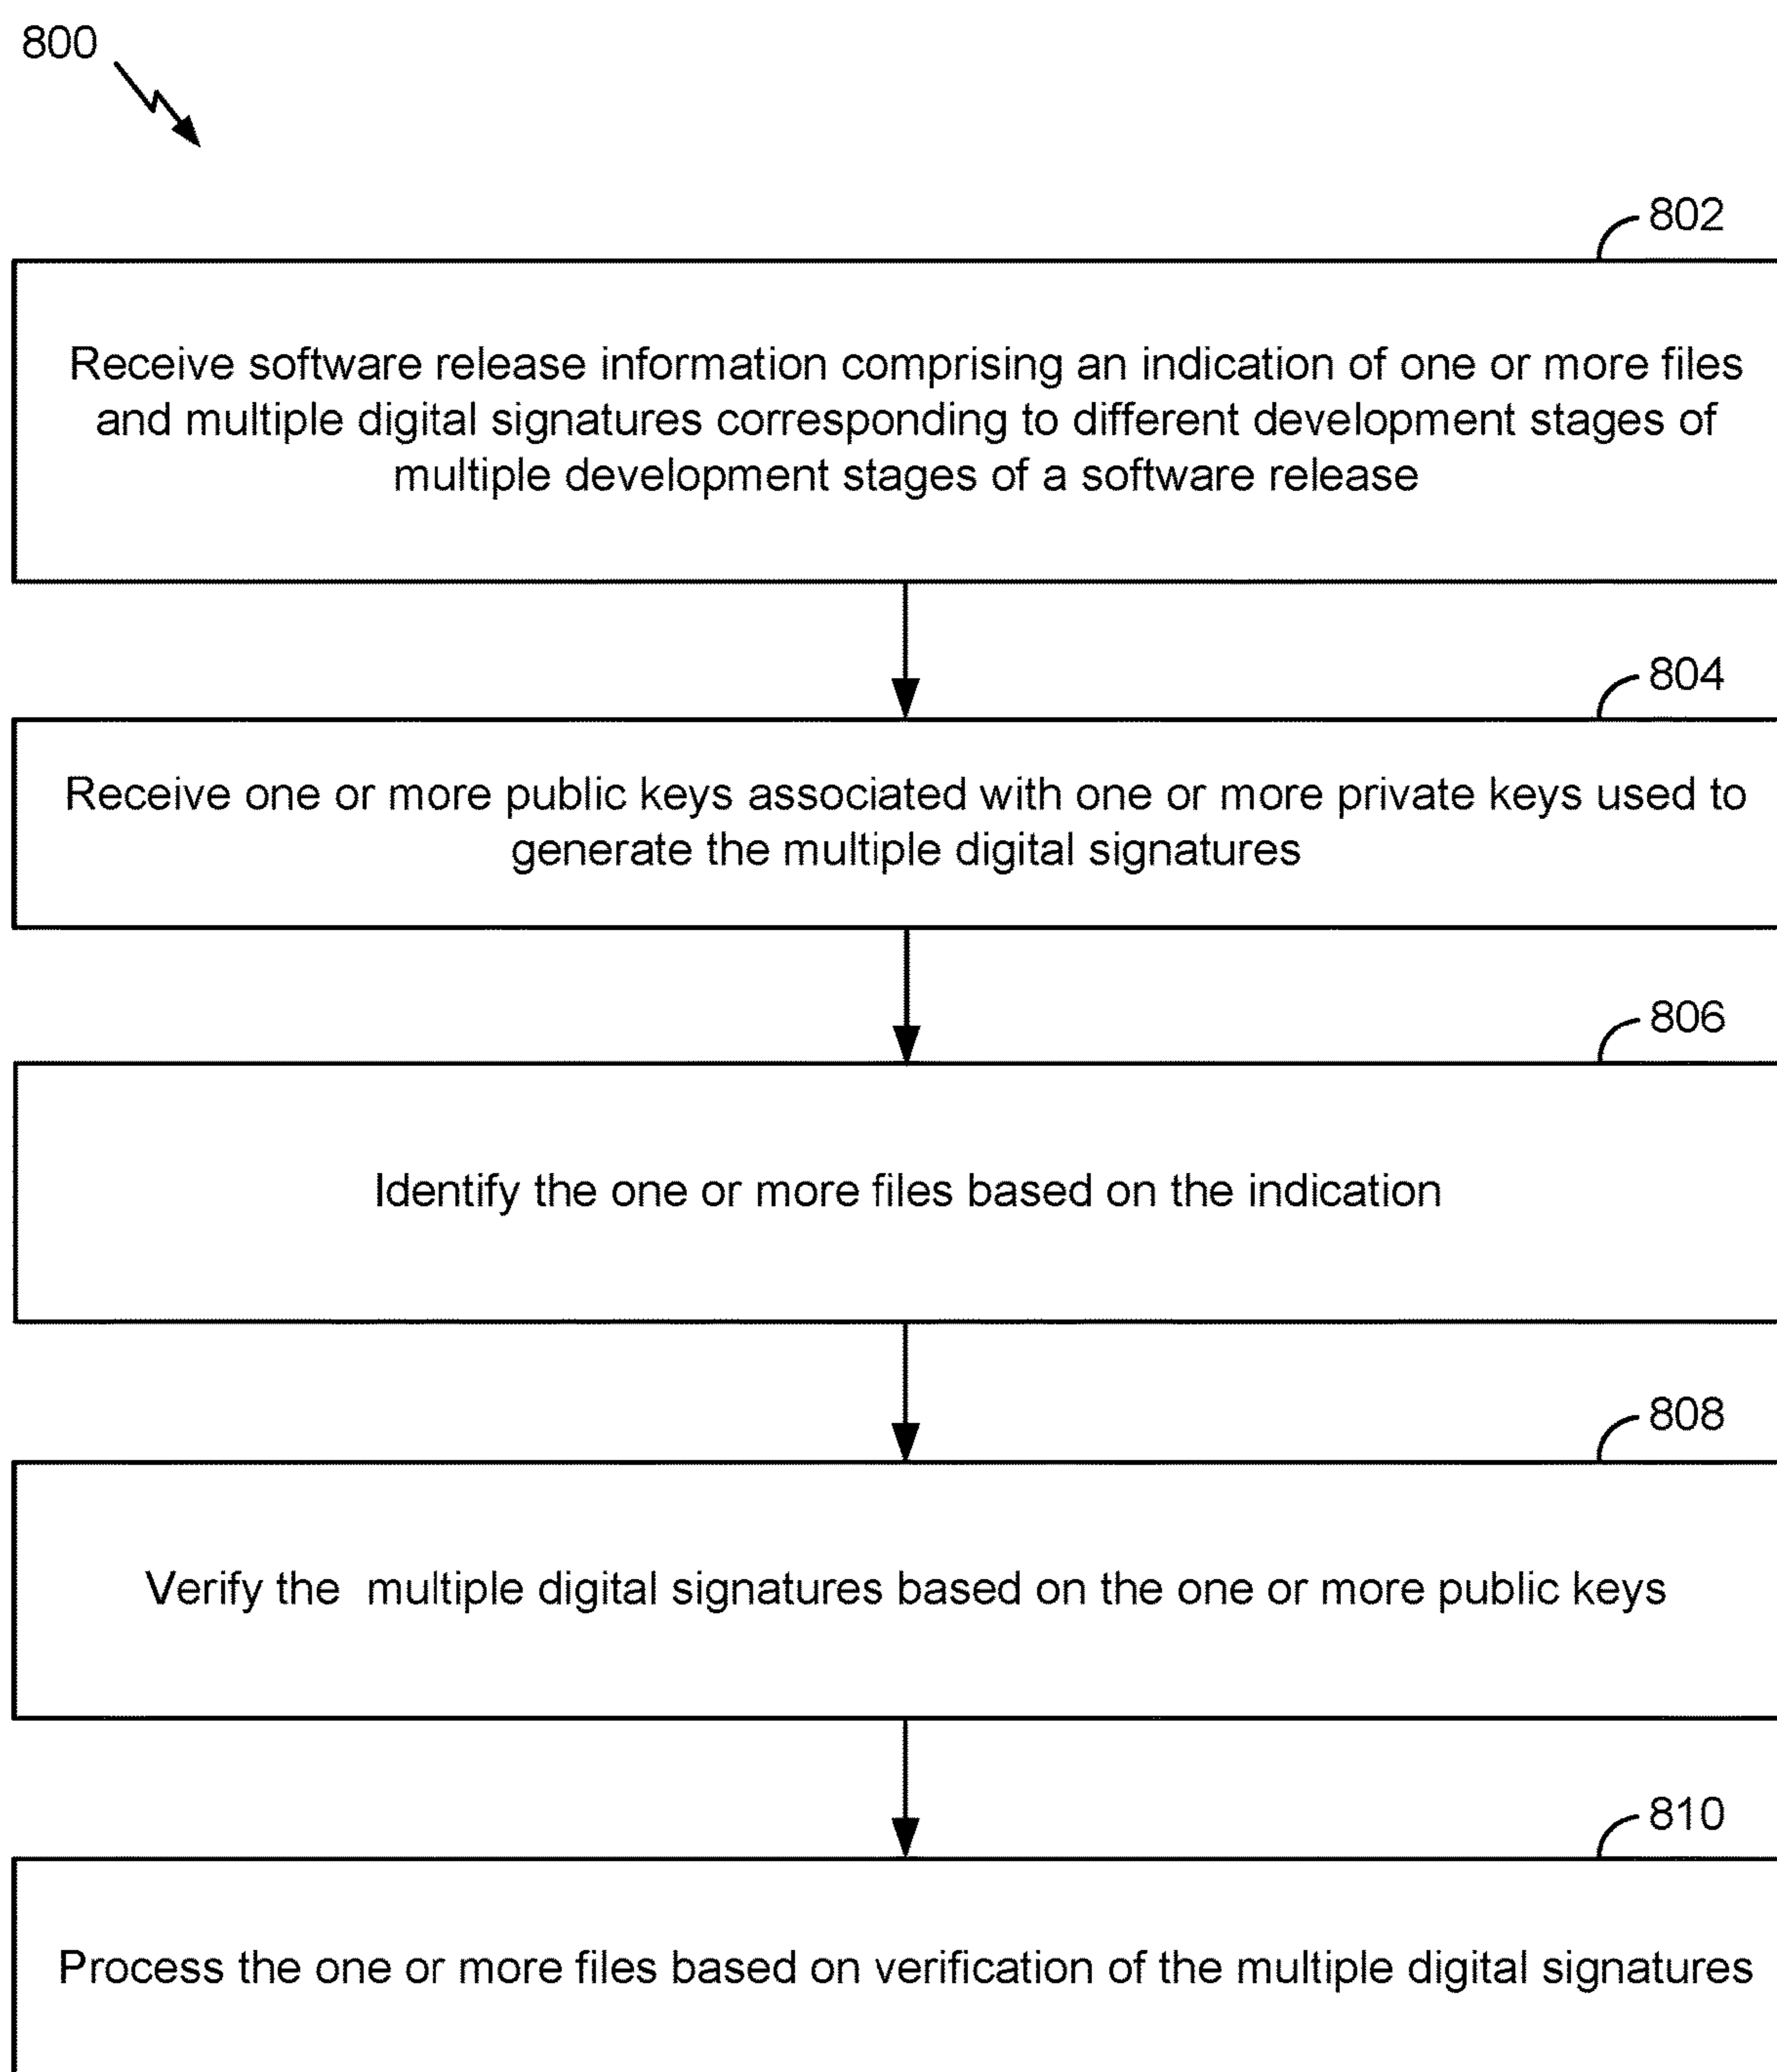 800
802
Receive software release information comprising an indication of one or more files
and multiple digital signatures corresponding to different development stages of
multiple development stages of a software release
804
Receive one or more public keys associated with one or more private keys used to
generate the multiple digital signatures
806
Identify the one or more files based on the indication
808
Verify the  multiple digital signatures based on the one or more public keys
810
Process the one or more files based on verification of the multiple digital signatures